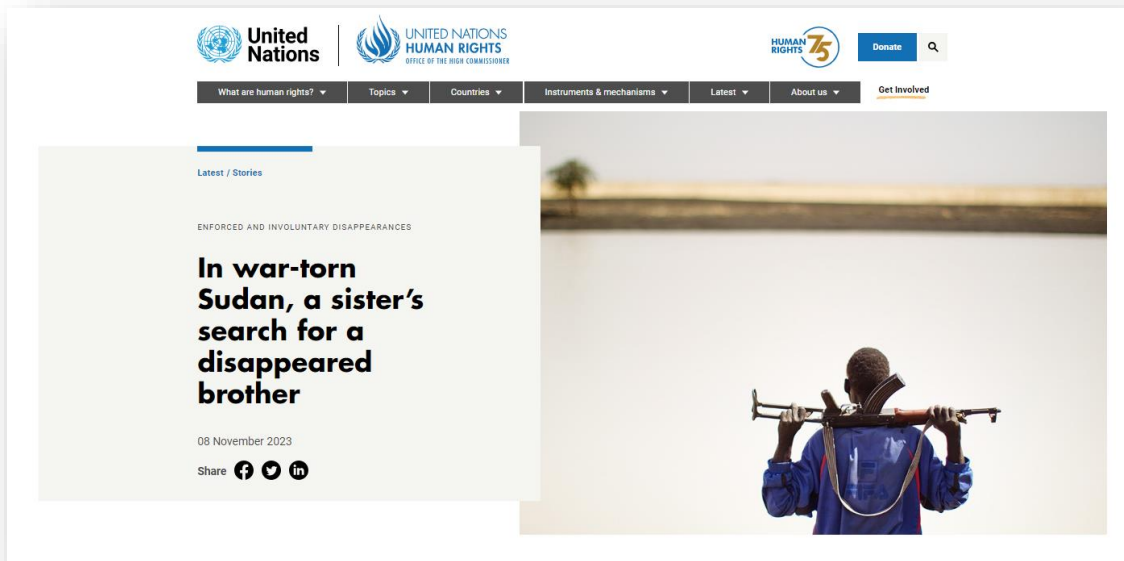 United
Nations
UNITED NATIONS
HUMAN RIGHTS
OFFICE OF THE HIGH COMMISSIONER
HUMAN
RIGHTS 75
Donate
What are human rights?
Topics
Countries
Instruments & mechanisms
Latest
About us
Get Involved
Latest / Stories
ENFORCED AND INVOLUNTARY DISAPPEARANCES
In war-torn
Sudan, a sister’s
search for a
disappeared
brother
08 November 2023
Share
FIFA